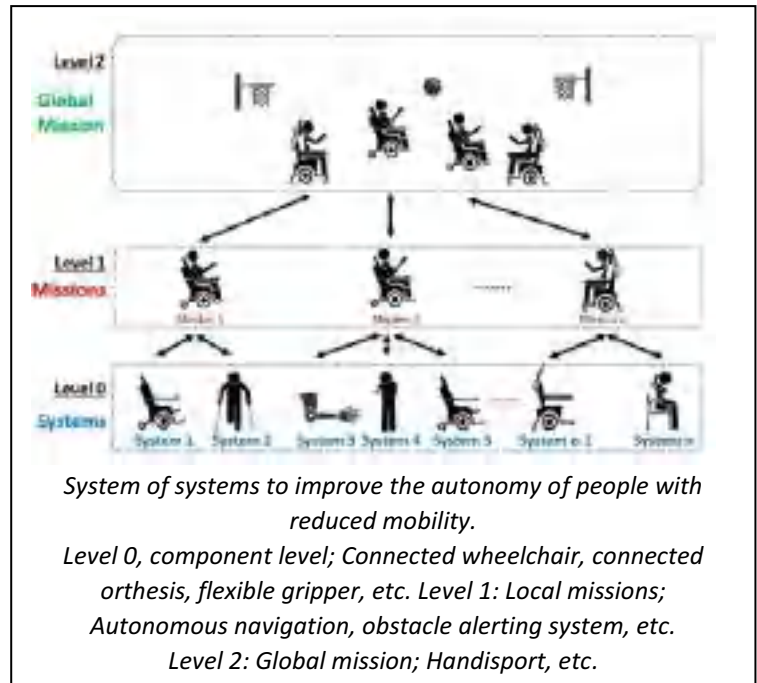 Level 2
Global
Mission
Level 1
Missions
Level 0
Systems
System 1 System 2 System 3 System 4 System 5 System n
System of systems to improve the autonomy of people with
reduced mobility.
Level 0, component level; Connected wheelchair, connected
orthesis, flexible gripper, etc. Level 1: Local missions;
Autonomous navigation, obstacle alerting system, etc.
Level 2: Global mission; Handisport, etc.